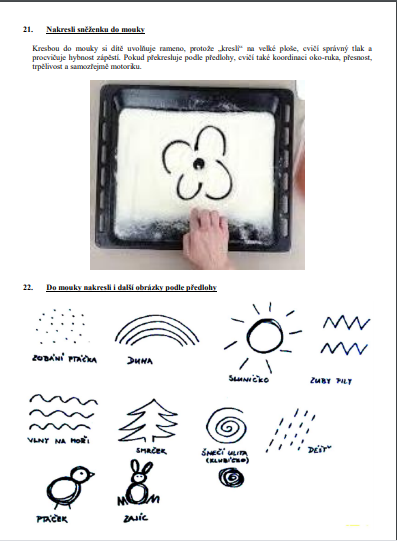 21. Nakresli sněženku do mouky
Kresbou do mouky si dítě uvolňuje rameno, protože „kreslí“ na velké ploše, cvičí správný tlak a
procvičuje hybnost zápěstí. Pokud překresluje podle předlohy, cvičí také koordinaci oko-ruka, přesnost,
trpělivost a samozřejmě motoriku.
22. Do mouky nakresli i další obrázky podle předlohy
ZOBÁNÍ PTÁČKA
DUHA
SLUNÍČKO
ZUBY PILY
VLNY NA MOŘI
SMRČEK
ŠNEČÍ ULITA
(KLUBÍČKO)
DÉŠŤ
PTÁČEK
ZAJÍC